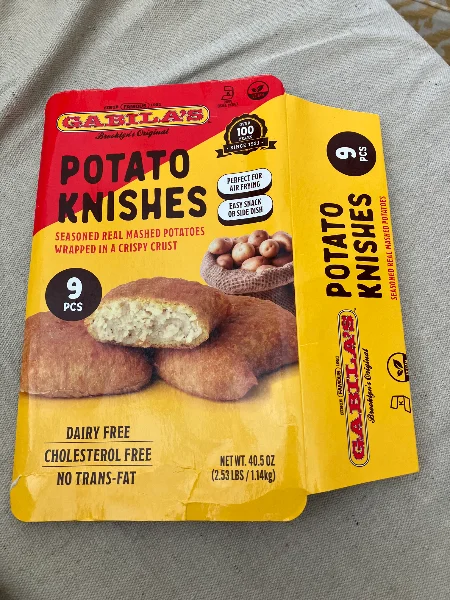 GABILA'S
Brooklyn's Original
OVER
100
YEARS
SINCE 1921
POTATO
KNISHES
PERFECT FOR
AIR FRYING
EASY SNACK
OR SIDE DISH
SEASONED REAL MASHED POTATOES
WRAPPED IN A CRISPY CRUST
9
PCS
DAIRY FREE
CHOLESTEROL FREE
NO TRANS-FAT
NET WT. 40.5 OZ
(2.53 LBS / 1.14kg)
9
PCS
POTATO
KNISHES
SEASONED REAL MASHED POTATOES
GABILA'S
Brooklyn's Original